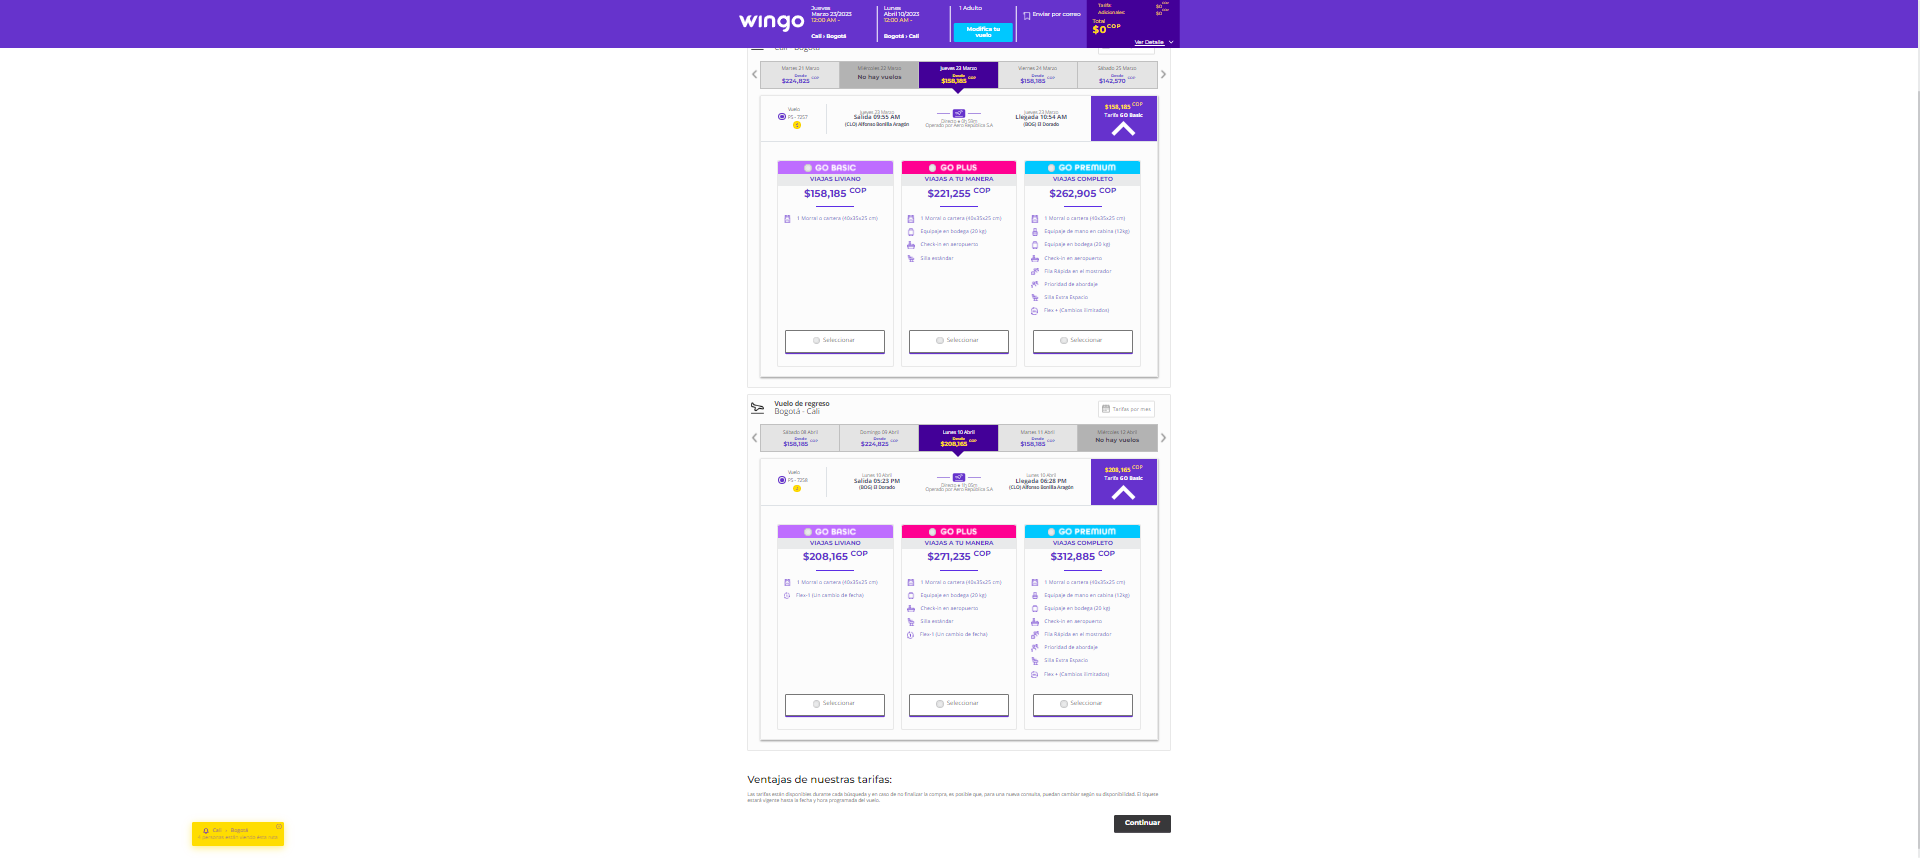 wingo
Jueves
Marzo 23/2023
12:00 AM -
Cali › Bogotá
Lunes
Abril 10/2023
12:00 AM -
Bogotá › Cali
1 Adulto
Modifica tu
vuelo
Enviar por correo
Tarifa $0 COP
Adicionales $0 COP
Total
$0 COP
Ver Detalle
Cali - Bogotá
Martes 21 Marzo
Desde
$224,825 COP
Miércoles 22 Marzo
No hay vuelos
Jueves 23 Marzo
Desde
$158,185 COP
Viernes 24 Marzo
Desde
$158,185 COP
Sábado 25 Marzo
Desde
$142,570 COP
Vuelo
P5 - 7257
Jueves 23 Marzo
Salida 09:55 AM
(CLO) Alfonso Bonilla Aragón
Operado por Aero República S.A
Jueves 23 Marzo
Llegada 10:54 AM
(BOG) El Dorado
$158,185 COP
Tarifa GO Basic
GO BASIC
VIAJAS LIVIANO
$158,185 COP
1 Morral o cartera (40x35x25 cm)
Seleccionar
GO PLUS
VIAJAS A TU MANERA
$221,255 COP
1 Morral o cartera (40x35x25 cm)
Equipaje en bodega (20 kg)
Check-in en aeropuerto
Silla estándar
Seleccionar
GO PREMIUM
VIAJAS COMPLETO
$262,905 COP
1 Morral o cartera (40x35x25 cm)
Equipaje de mano en cabina (12kg)
Equipaje en bodega (20 kg)
Check-in en aeropuerto
Fila Rápida en el mostrador
Prioridad de abordaje
Silla Extra Espacio
Flex + (Cambios Ilimitados)
Seleccionar
Vuelo de regreso
Bogotá - Cali
Tarifas por mes
Sábado 08 Abril
Desde
$158,185 COP
Domingo 09 Abril
Desde
$224,825 COP
Lunes 10 Abril
Desde
$208,165 COP
Martes 11 Abril
Desde
$158,185 COP
Miércoles 12 Abril
No hay vuelos
Vuelo
P5 - 7258
Lunes 10 Abril
Salida 05:23 PM
(BOG) El Dorado
Operado por Aero República S.A
Lunes 10 Abril
Llegada 06:28 PM
(CLO) Alfonso Bonilla Aragón
$208,165 COP
Tarifa GO Basic
GO BASIC
VIAJAS LIVIANO
$208,165 COP
1 Morral o cartera (40x35x25 cm)
Flex-1 (Un cambio de fecha)
Seleccionar
GO PLUS
VIAJAS A TU MANERA
$271,235 COP
1 Morral o cartera (40x35x25 cm)
Equipaje en bodega (20 kg)
Check-in en aeropuerto
Silla estándar
Flex-1 (Un cambio de fecha)
Seleccionar
GO PREMIUM
VIAJAS COMPLETO
$312,885 COP
1 Morral o cartera (40x35x25 cm)
Equipaje de mano en cabina (12kg)
Equipaje en bodega (20 kg)
Check-in en aeropuerto
Fila Rápida en el mostrador
Prioridad de abordaje
Silla Extra Espacio
Flex + (Cambios Ilimitados)
Seleccionar
Ventajas de nuestras tarifas:
Las tarifas están disponibles durante cada búsqueda y en caso de no finalizar la compra, es posible que, para una nueva consulta, puedan cambiar según su disponibilidad. El tiquete
estará vigente hasta la fecha y hora programada del vuelo.
Continuar
Cali - Bogotá
personas están viendo esta ruta